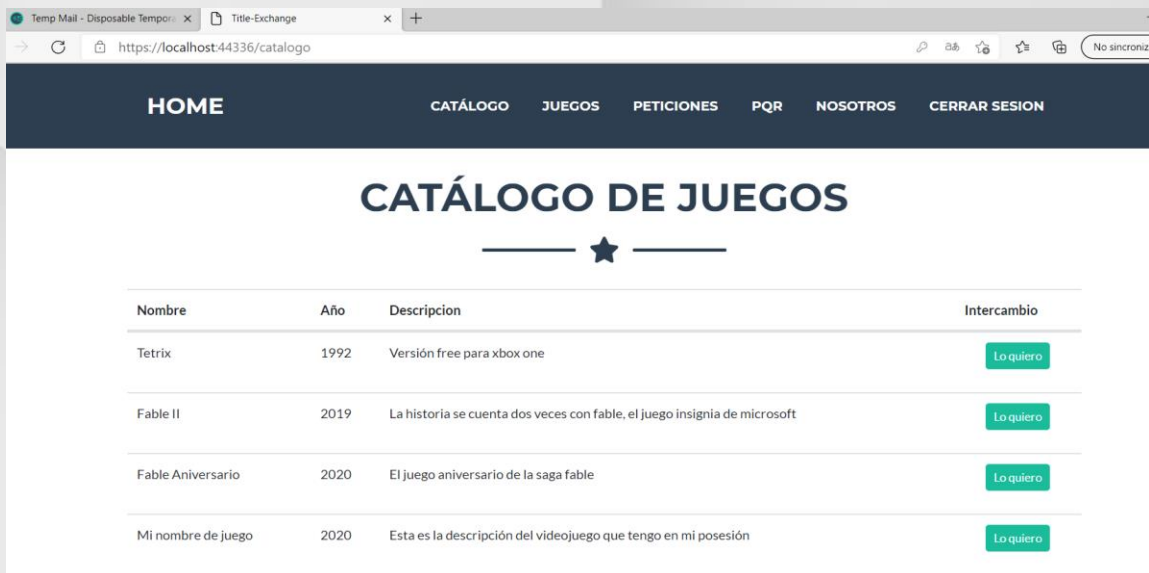 Temp Mail - Disposable Tempora
Title-Exchange
https://localhost:44336/catalogo
No sincroniz
HOME CATÁLOGO JUEGOS PETICIONES PQR NOSOTROS CERRAR SESION
CATÁLOGO DE JUEGOS
Nombre Año Descripcion Intercambio
Tetrix 1992 Versión free para xbox one Lo quiero
Fable II 2019 La historia se cuenta dos veces con fable, el juego insignia de microsoft Lo quiero
Fable Aniversario 2020 El juego aniversario de la saga fable Lo quiero
Mi nombre de juego 2020 Esta es la descripción del videojuego que tengo en mi posesión Lo quiero